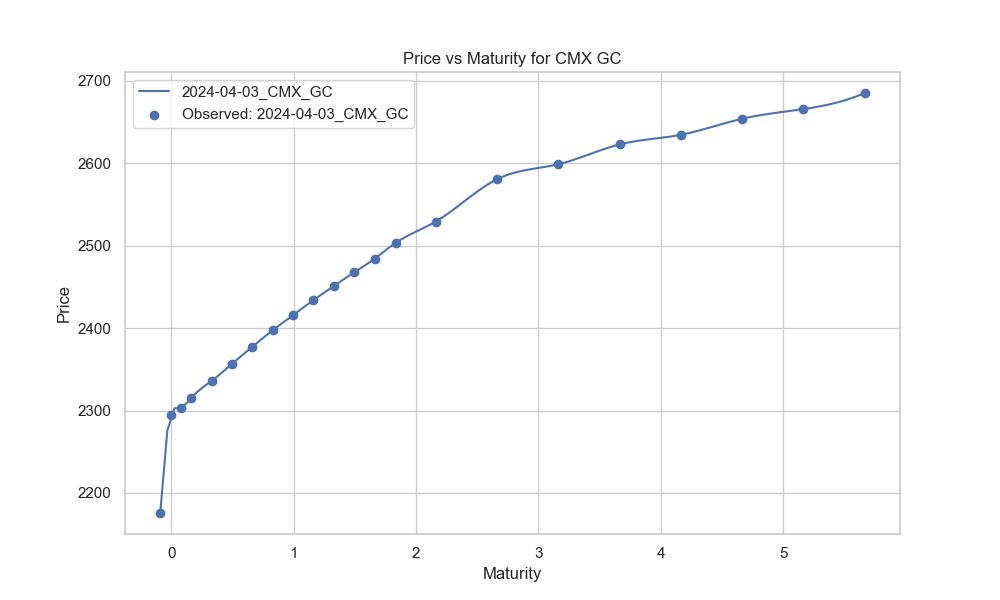 Price vs Maturity for CMX GC
2024-04-03_CMX_GC
Observed: 2024-04-03_CMX_GC
2700
2600
2500
2400
2300
2200
Price
0 1 2 3 4 5
Maturity